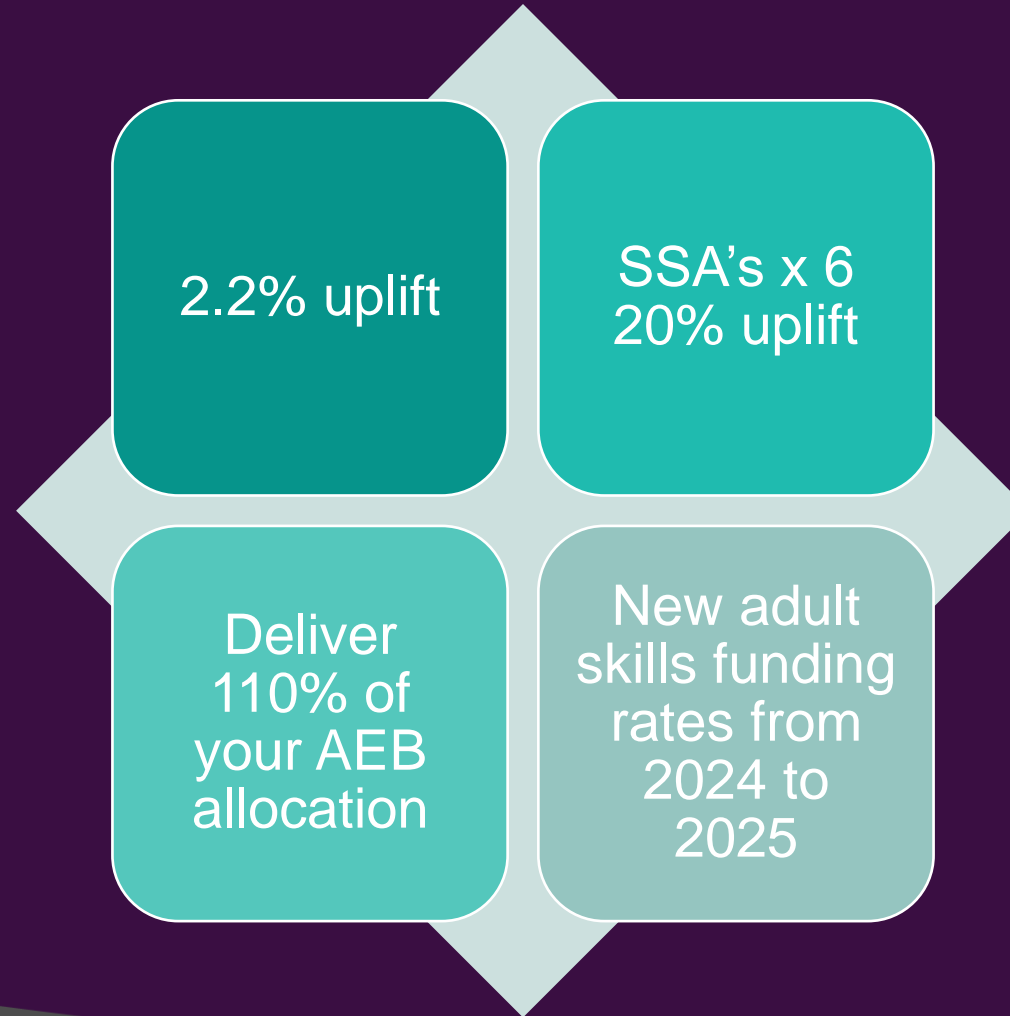 2.2% uplift
SSA’s x 6
20% uplift
Deliver
110% of
your AEB
allocation
New adult
skills funding
rates from
2024 to
2025